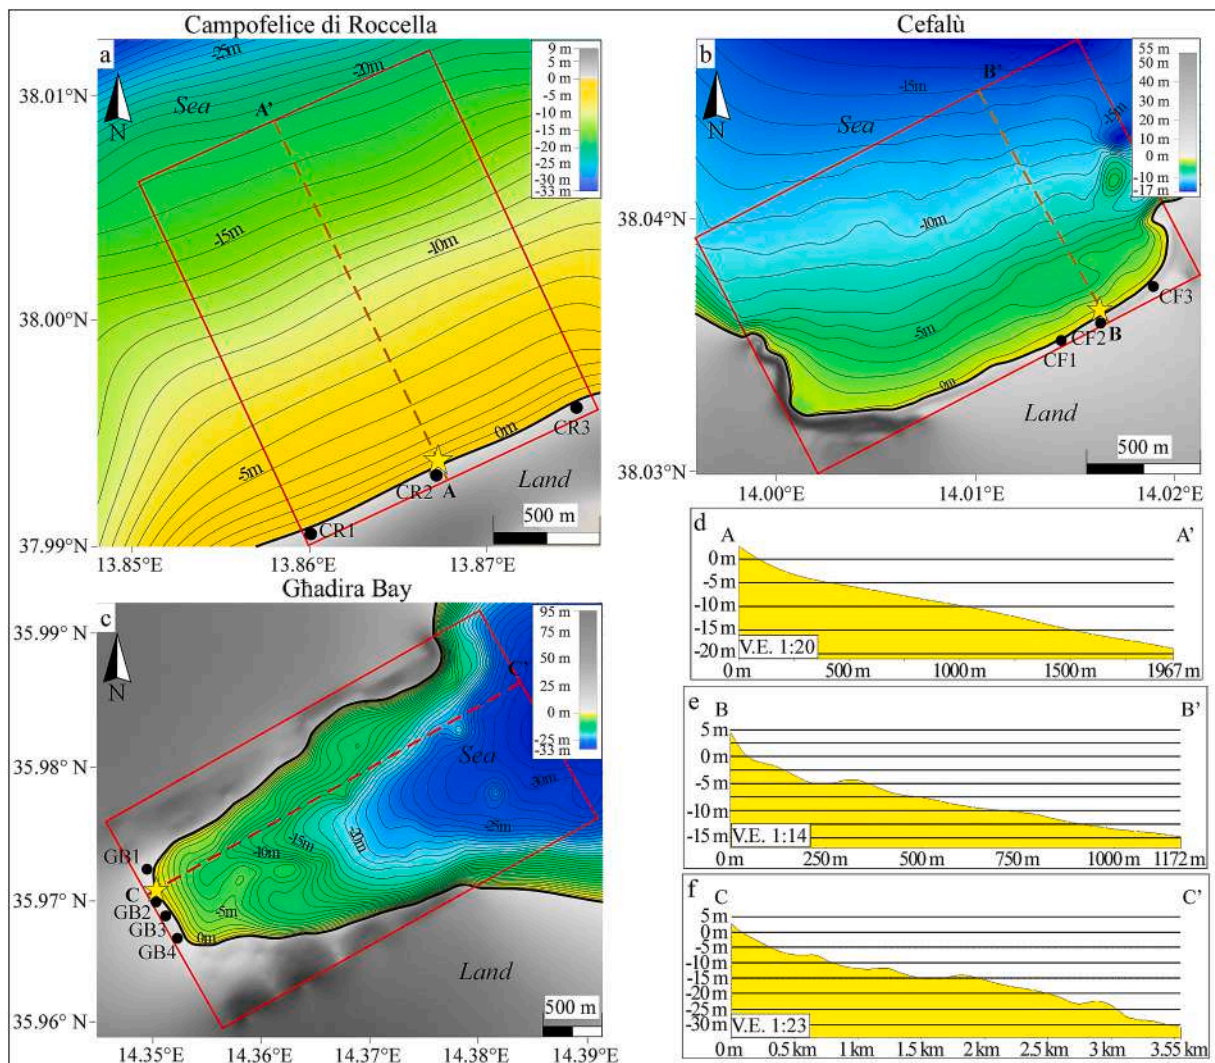 Campofelice di Roccella
a
-25m
-20m
9 m
5 m
0 m
-5 m
-10 m
-15 m
-20 m
-25 m
-30 m
-33 m
38.01°N
Sea
A'
N
-15m
-10m
38.00°N
-5m
0m
CR3
CR2
A
Land
CR1
500 m
37.99°N
13.85°E
13.86°E
13.87°E
Cefalù
b
B'
-15m
-15m
55 m
50 m
40 m
30 m
20 m
10 m
0 m
-10 m
-17 m
Sea
N
38.04°N
-10m
CF3
-5m
CF2
B
CF1
0m
Land
500 m
38.03°N
14.00°E
14.01°E
14.02°E
Għadira Bay
c
95 m
75 m
50 m
25 m
0 m
-25 m
-33 m
35.99° N
N
C'
Sea
35.98° N
-30m
-25m
-20m
-15m
-10m
GB1
C
35.97° N
GB2
-5m
GB3
0m
GB4
Land
500 m
35.96° N
14.35°E
14.36°E
14.37°E
14.38°E
14.39°E
d
A
A'
0 m
-5 m
-10 m
-15 m
-20 m
V.E. 1:20
0 m
500 m
1000 m
1500 m
1967 m
e
B
B'
5 m
0 m
-5 m
-10 m
-15 m
V.E. 1:14
0 m
250 m
500 m
750 m
1000 m
1172 m
f
C
C'
5 m
0 m
-5 m
-10 m
-15 m
-20 m
-25 m
-30 m
V.E. 1:23
0 m
0.5 km
1 km
1.5 km
2 km
2.5 km
3 km
3.55 km